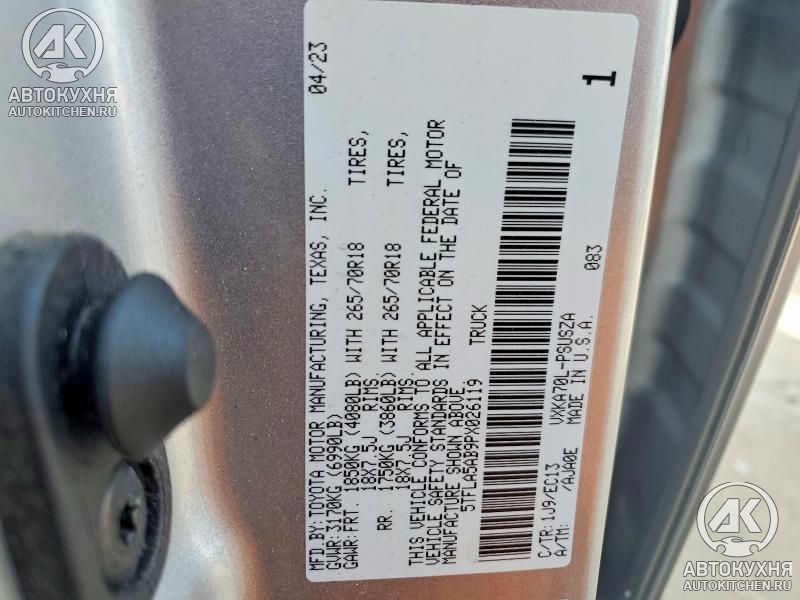 AK
АВТОКУХНЯ
AUTOKITCHEN.RU
MFD.BY:TOYOTA MOTOR MANUFACTURING, TEXAS, INC. 04/23
GVWR:3170KG (6990LB)
GAWR:FRT. 1850KG (4080LB) WITH 265/70R18 TIRES,
18X7.5J RIMS
RR. 1750KG (3860LB) WITH 265/70R18 TIRES,
18X7.5J RIMS
THIS VEHICLE CONFORMS TO ALL APPLICABLE FEDERAL MOTOR
VEHICLE SAFETY STANDARDS IN EFFECT ON THE DATE OF
MANUFACTURE SHOWN ABOVE.
5TFLA5AB9PX026119 TRUCK
1
C/TR:1J9/EC13 VXKA70L-PSUSZA 083
A/TM: /AJA0E MADE IN U.S.A.
AK
АВТОКУХНЯ
AUTOKITCHEN.RU